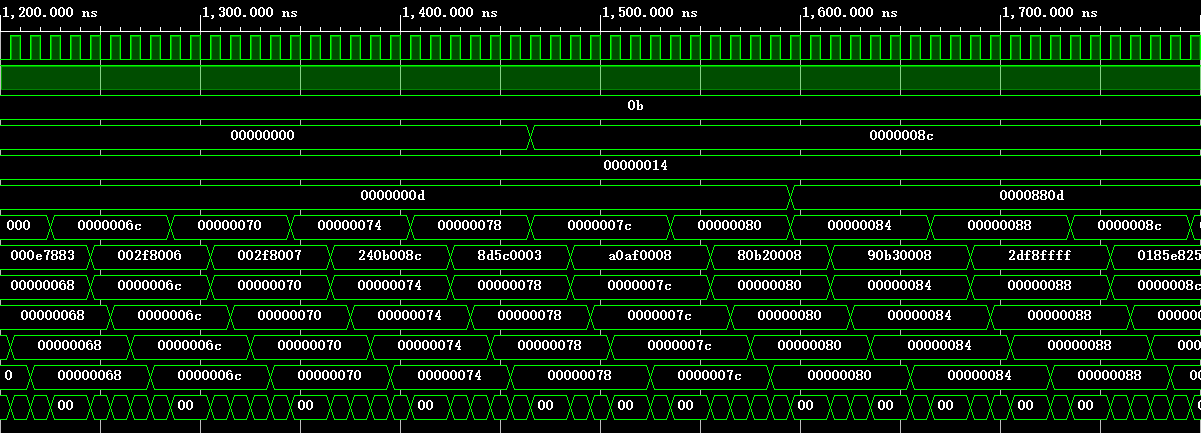 1,200.000 ns 1,300.000 ns 1,400.000 ns 1,500.000 ns 1,600.000 ns 1,700.000 ns
0b
00000000 0000008c
00000014
0000000d 0000880d
000 0000006c 00000070 00000074 00000078 0000007c 00000080 00000084 00000088 0000008c
000e7883 002f8006 002f8007 240b008c 8d5c0003 a0af0008 80b20008 90b30008 2df8ffff 0185e825
00000068 0000006c 00000070 00000074 00000078 0000007c 00000080 00000084 00000088 0000008c
00000068 0000006c 00000070 00000074 00000078 0000007c 00000080 00000084 00000088 00000
00000068 0000006c 00000070 00000074 00000078 0000007c 00000080 00000084 00000088 000
0 00000068 0000006c 00000070 00000074 00000078 0000007c 00000080 00000084 00000088 00
00 00 00 00 00 00 00 00 00 00 00 00